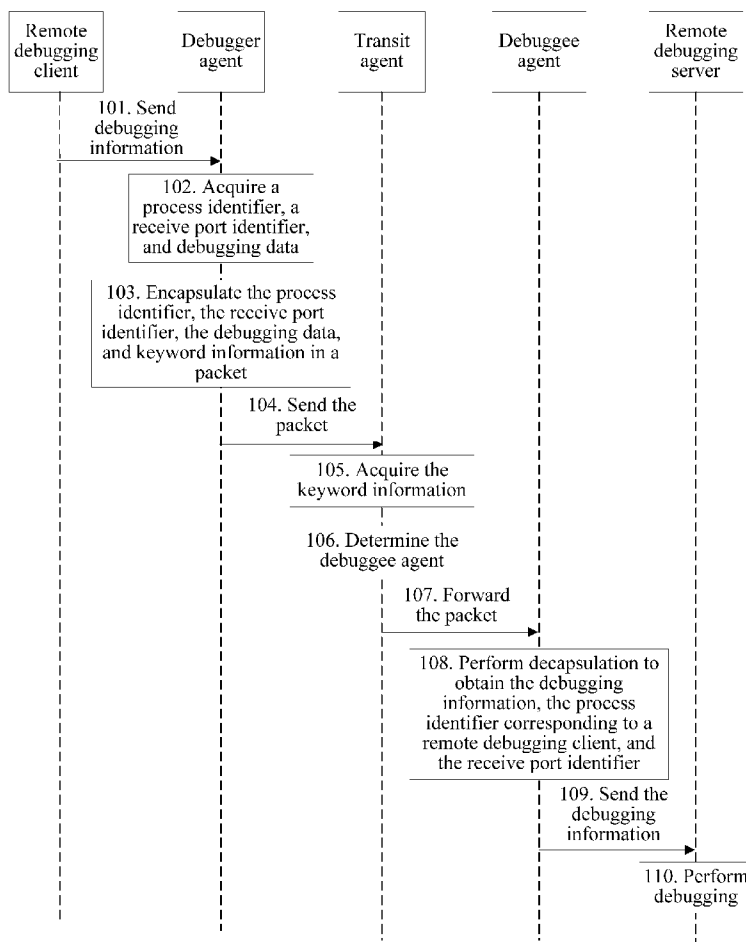 Remote
debugging
client
Debugger
agent
Transit
agent
Debuggee
agent
Remote
debugging
server
101. Send
debugging
information
102. Acquire a
process identifier, a
receive port identifier,
and debugging data
103. Encapsulate the process
identifier, the receive port
identifier, the debugging data,
and keyword information in a
packet
104. Send the
packet
105. Acquire the
keyword information
106. Determine the
debuggee agent
107. Forward
the packet
108. Perform decapsulation to
obtain the debugging
information, the process
identifier corresponding to a
remote debugging client, and
the receive port identifier
109. Send the
debugging
information
110. Perform
debugging